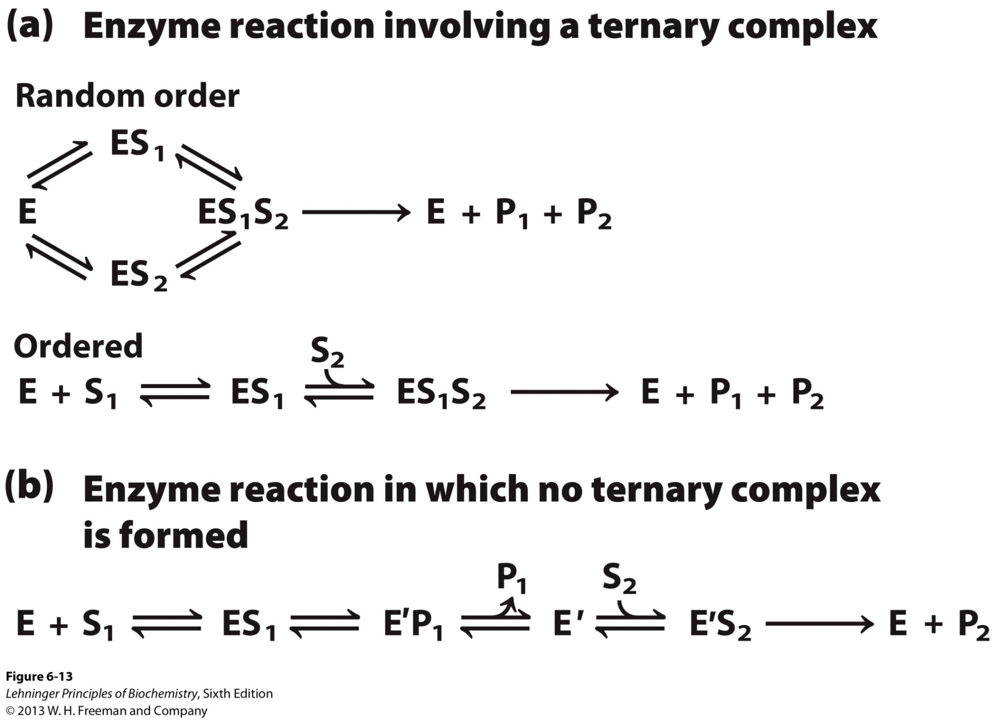 (a) Enzyme reaction involving a ternary complex
Random order
ES₁
E ES₁S₂ ⟶ E + P₁ + P₂
ES₂
Ordered
S₂
E + S₁ ⇌ ES₁ ⇌ ES₁S₂ ⟶ E + P₁ + P₂
(b) Enzyme reaction in which no ternary complex
is formed
P₁ S₂
E + S₁ ⇌ ES₁ ⇌ E′P₁ ⇌ E′ ⇌ E′S₂ ⟶ E + P₂
Figure 6-13
Lehninger Principles of Biochemistry, Sixth Edition
© 2013 W. H. Freeman and Company